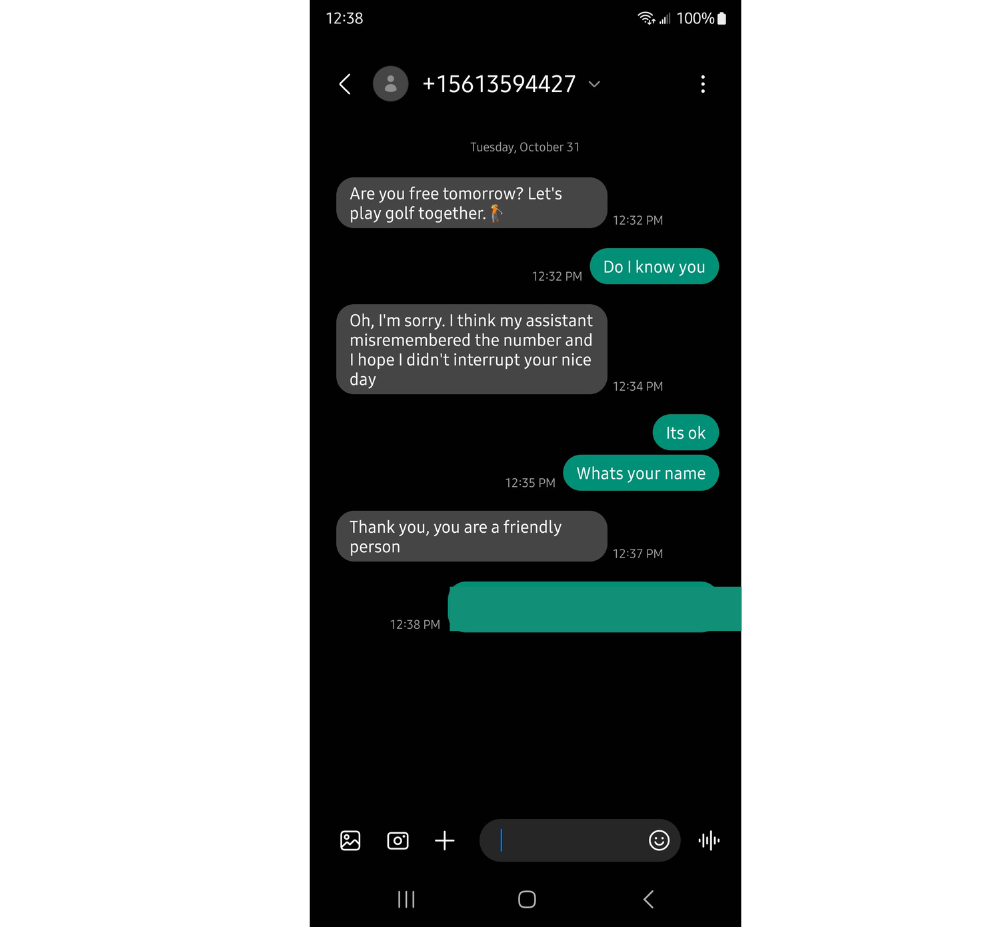 12:38
100%
+15613594427
Tuesday, October 31
Are you free tomorrow? Let's
play golf together.
12:32 PM
Do I know you
12:32 PM
Oh, I'm sorry. I think my assistant
misremembered the number and
I hope I didn't interrupt your nice
day
12:34 PM
Its ok
Whats your name
12:35 PM
Thank you, you are a friendly
person
12:37 PM
12:38 PM